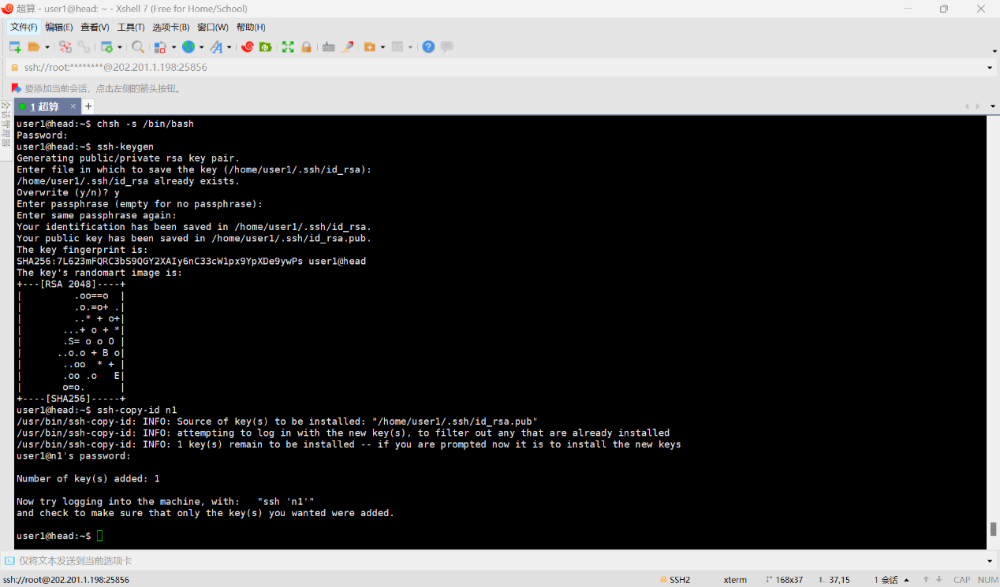 超算 - user1@head: ~ - Xshell 7 (Free for Home/School)
文件(F) 编辑(E) 查看(V) 工具(T) 选项卡(B) 窗口(W) 帮助(H)
ssh://root:********@202.201.1.198:25856
要添加当前会话，点击左侧的箭头按钮。
会话管理器
1 超算 × +
user1@head:~$ chsh -s /bin/bash
Password:
user1@head:~$ ssh-keygen
Generating public/private rsa key pair.
Enter file in which to save the key (/home/user1/.ssh/id_rsa):
/home/user1/.ssh/id_rsa already exists.
Overwrite (y/n)? y
Enter passphrase (empty for no passphrase):
Enter same passphrase again:
Your identification has been saved in /home/user1/.ssh/id_rsa.
Your public key has been saved in /home/user1/.ssh/id_rsa.pub.
The key fingerprint is:
SHA256:7L623mFQRC3bS9QGY2XAIy6nC33cW1px9YpXDe9ywPs user1@head
The key's randomart image is:
+---[RSA 2048]----+
|         .oo==o  |
|         .o.=o+ .|
|         ..* + o+|
|       ...+ o + *|
|       .S= o o O |
|      ..o.o + B o|
|       ..oo  * + |
|       .oo .o   E|
|       o=o.      |
+----[SHA256]-----+
user1@head:~$ ssh-copy-id n1
/usr/bin/ssh-copy-id: INFO: Source of key(s) to be installed: "/home/user1/.ssh/id_rsa.pub"
/usr/bin/ssh-copy-id: INFO: attempting to log in with the new key(s), to filter out any that are already installed
/usr/bin/ssh-copy-id: INFO: 1 key(s) remain to be installed -- if you are prompted now it is to install the new keys
user1@n1's password:
Number of key(s) added: 1
Now try logging into the machine, with:   "ssh 'n1'"
and check to make sure that only the key(s) you wanted were added.
user1@head:~$
仅将文本发送到当前选项卡
ssh://root@202.201.1.198:25856 SSH2 xterm 168x37 37,15 1 会话 CAP NUM